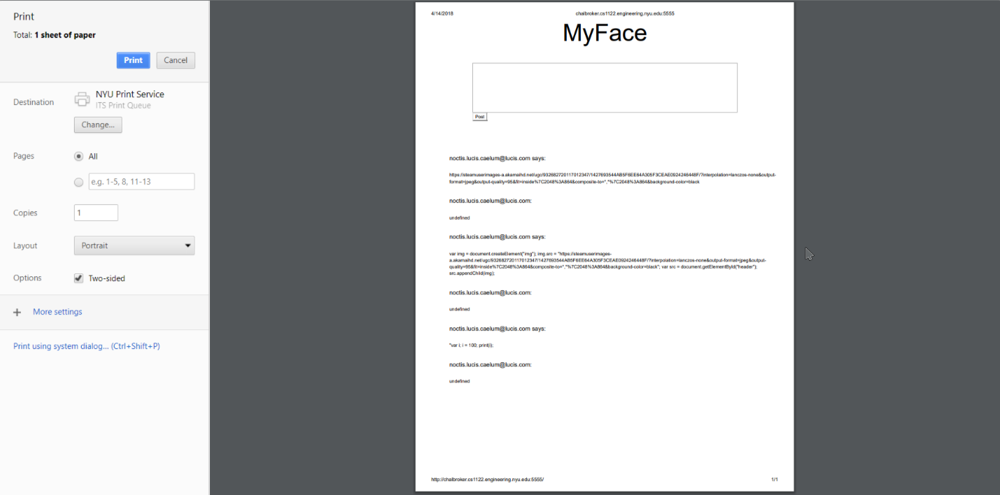 Print
Total: 1 sheet of paper
Print
Cancel
Destination
NYU Print Service
ITS Print Queue
Change...
Pages
All
e.g. 1-5, 8, 11-13
Copies
1
Layout
Portrait
Options
Two-sided
More settings
Print using system dialog... (Ctrl+Shift+P)
4/14/2018
chalbroker.cs1122.engineering.nyu.edu:5555
MyFace
Post
noctis.lucis.caelum@lucis.com says:
https://steamuserimages-a.akamaihd.net/ugc/932682720117012347/1427693544AB5F6EE64A305F3CEAE0924246448F/?interpolation=lanczos-none&output-
format=jpeg&output-quality=95&fit=inside%7C2048%3A864&composite-to=*,*%7C2048%3A864&background-color=black
noctis.lucis.caelum@lucis.com:
undefined
noctis.lucis.caelum@lucis.com says:
var img = document.createElement("img"); img.src = "https://steamuserimages-
a.akamaihd.net/ugc/932682720117012347/1427693544AB5F6EE64A305F3CEAE0924246448F/?interpolation=lanczos-none&output-format=jpeg&output-
quality=95&fit=inside%7C2048%3A864&composite-to=*,*%7C2048%3A864&background-color=black"; var src = document.getElementById("header");
src.appendChild(img);
noctis.lucis.caelum@lucis.com:
undefined
noctis.lucis.caelum@lucis.com says:
"var i; i = 100; print(i);
noctis.lucis.caelum@lucis.com:
undefined
http://chalbroker.cs1122.engineering.nyu.edu:5555/
1/1